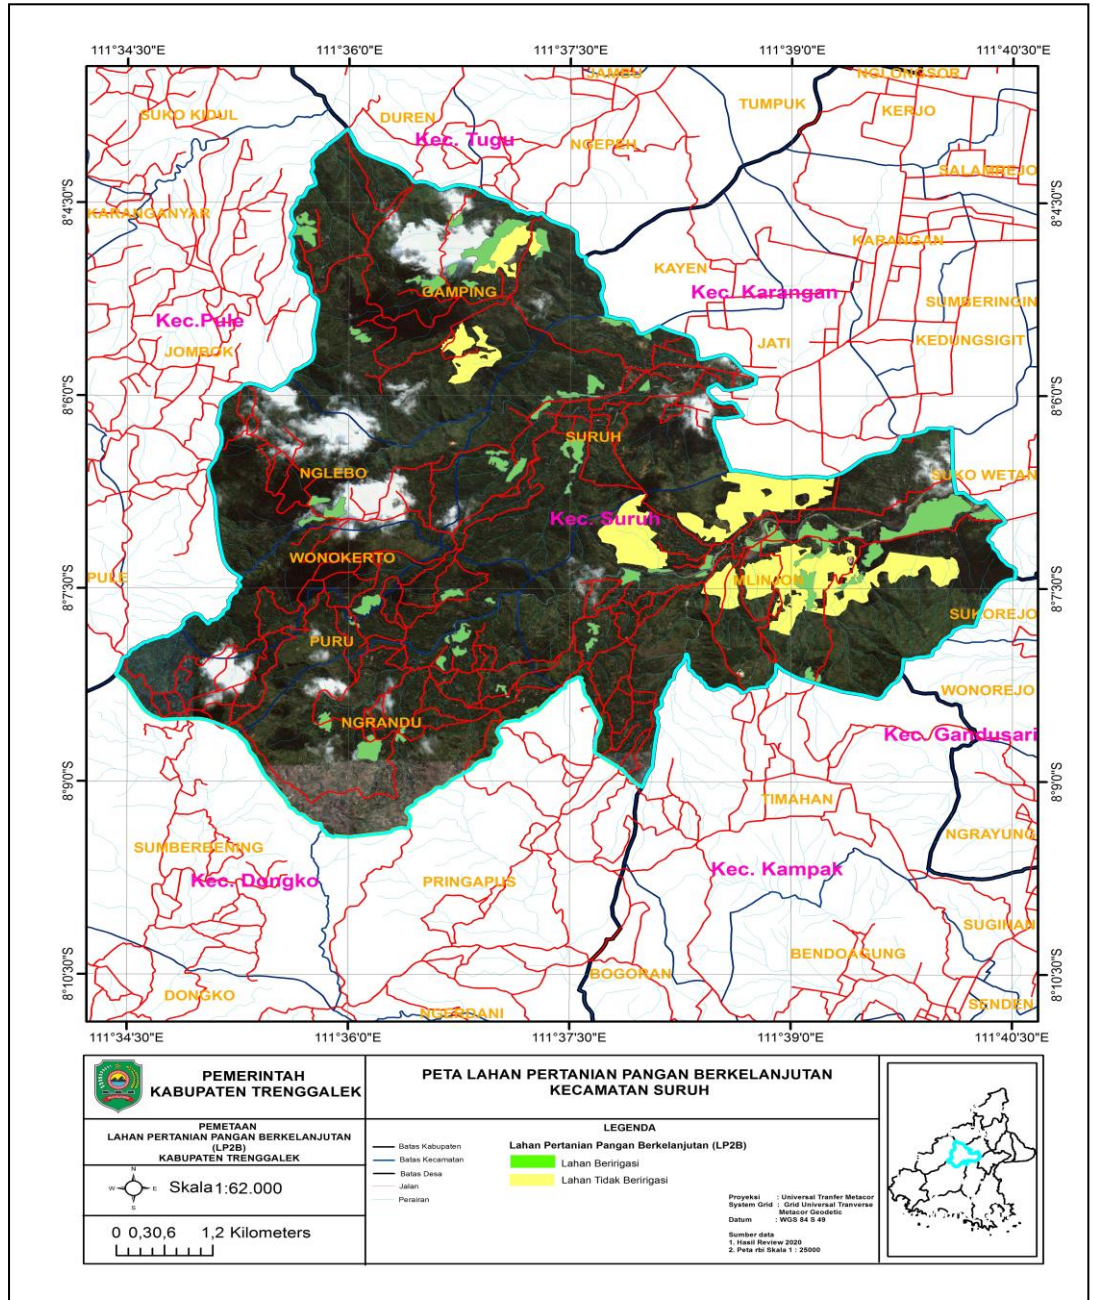 111°34'30"E 111°36'0"E 111°37'30"E 111°39'0"E 111°40'30"E
JAMBU
NGLONGSOR
SUKO KIDUL
DUREN
TUMPUK
KERJO
Kec. Tugu
NGEPEH
SALAMREJO
8°4'30"S
8°4'30"S
KARANGANYAR
KARANGAN
KAYEN
GAMPING
Kec. Karangan
SUMBERINGIN
Kec.Pule
JATI
KEDUNGSIGIT
JOMBOK
8°6'0"S
8°6'0"S
SURUH
NGLEBO
SUKO WETAN
Kec. Suruh
WONOKERTO
PULE
MLINJON
8°7'30"S
8°7'30"S
SUKOREJO
PURU
WONOREJO
NGRANDU
Kec. Gandusari
8°9'0"S
8°9'0"S
TIMAHAN
NGRAYUNG
SUMBERBENING
Kec. Dongko
PRINGAPUS
Kec. Kampak
SUGIHAN
BENDOAGUNG
8°10'30"S
8°10'30"S
BOGORAN
DONGKO
NGERDANI
SENDEN
111°34'30"E 111°36'0"E 111°37'30"E 111°39'0"E 111°40'30"E
PEMERINTAH
KABUPATEN TRENGGALEK
PEMETAAN
LAHAN PERTANIAN PANGAN BERKELANJUTAN
(LP2B)
KABUPATEN TRENGGALEK
N
W E
S
Skala 1:62.000
0 0,30,6 1,2 Kilometers
PETA LAHAN PERTANIAN PANGAN BERKELANJUTAN
KECAMATAN SURUH
LEGENDA
Batas Kabupaten
Batas Kecamatan
Batas Desa
Jalan
Perairan
Lahan Pertanian Pangan Berkelanjutan (LP2B)
Lahan Beririgasi
Lahan Tidak Beririgasi
Proyeksi : Universal Tranfer Metacor
System Grid : Grid Universal Tranverse
Metacor Geodetic
Datum : WGS 84 S 49
Sumber data
1. Hasil Review 2020
2. Peta rbi Skala 1 : 25000